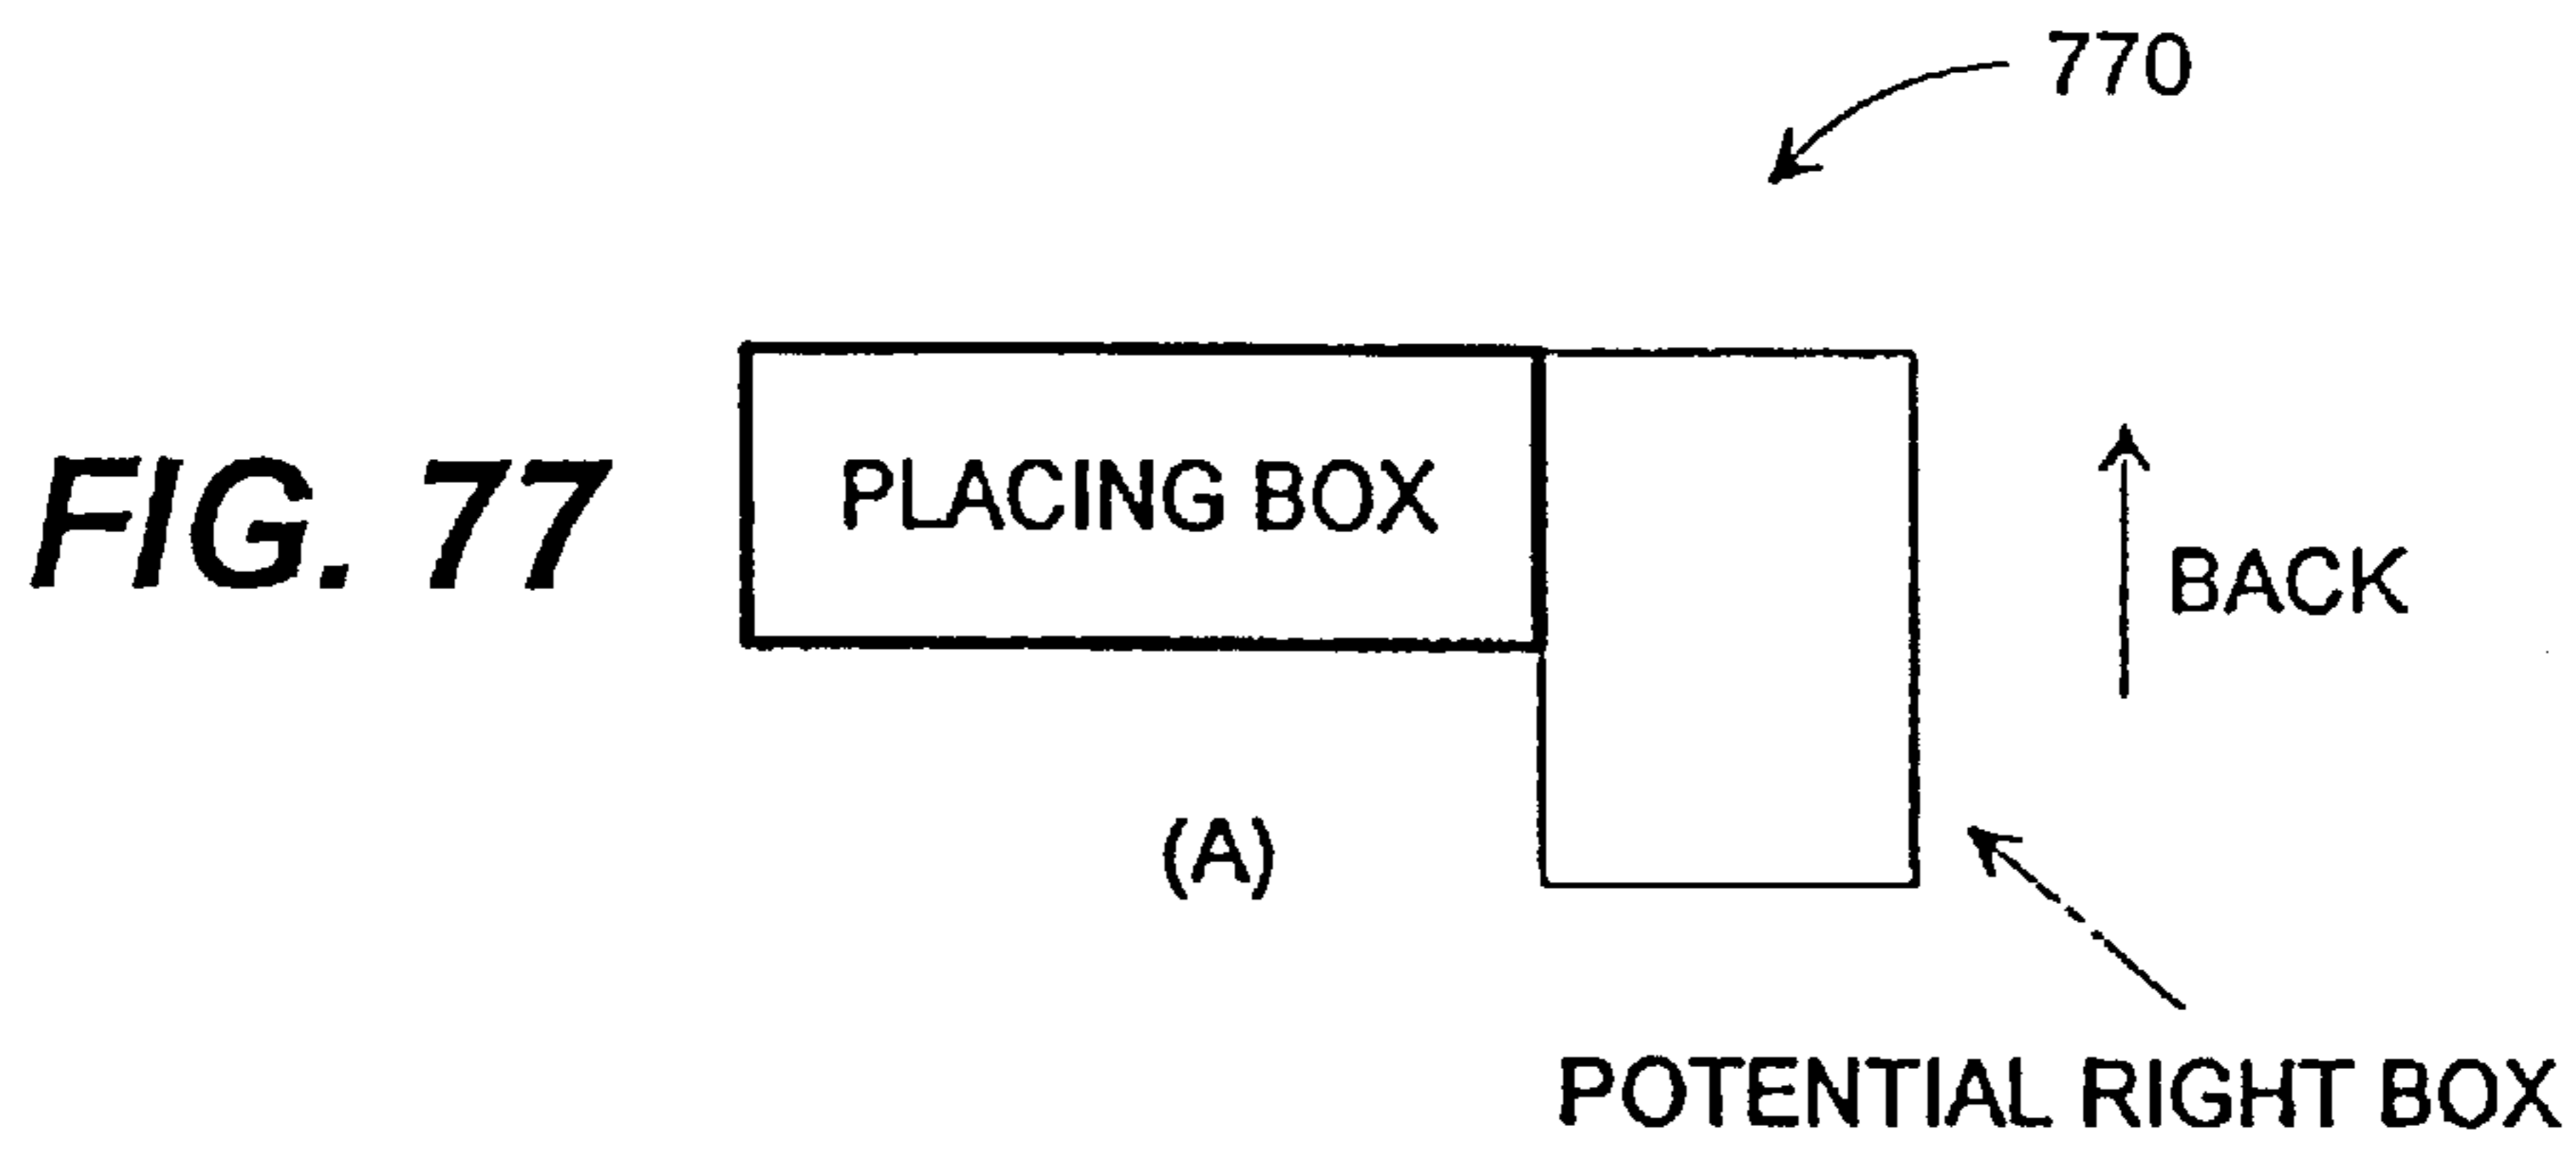 770
FIG. 77
PLACING BOX
BACK
(A)
POTENTIAL RIGHT BOX